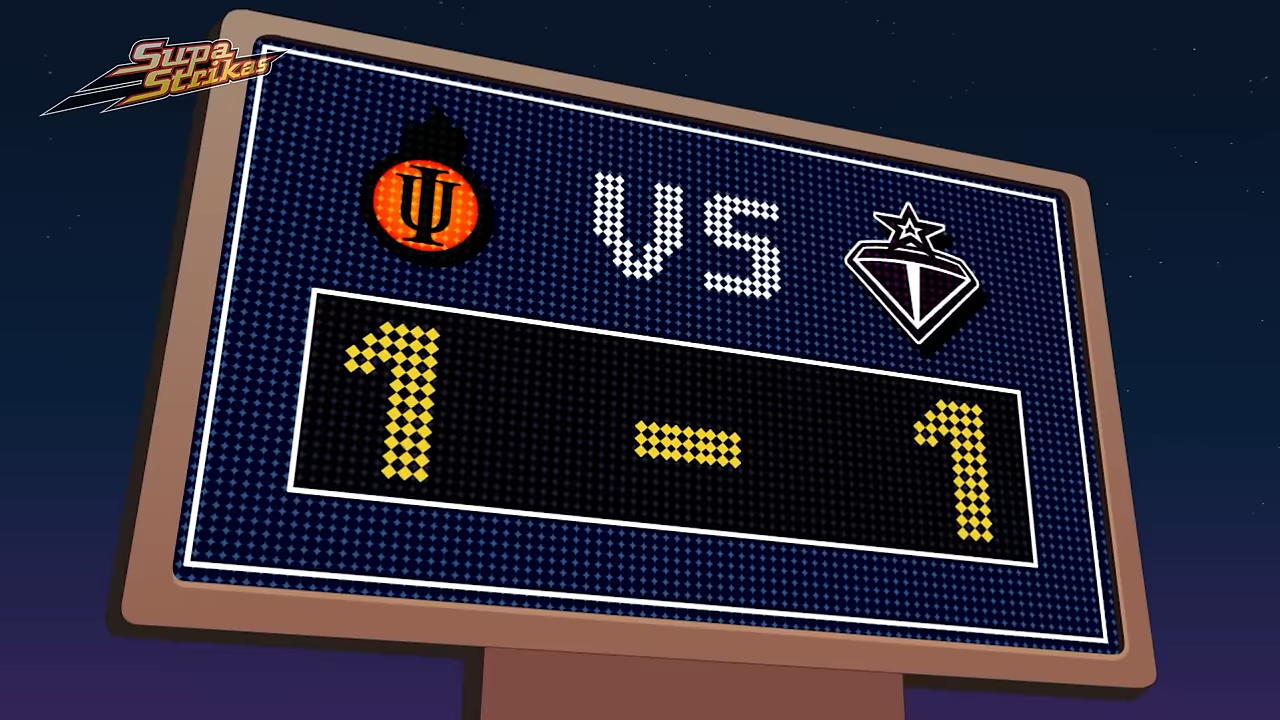 Supa
Strikas
Ψ
VS
1 - 1